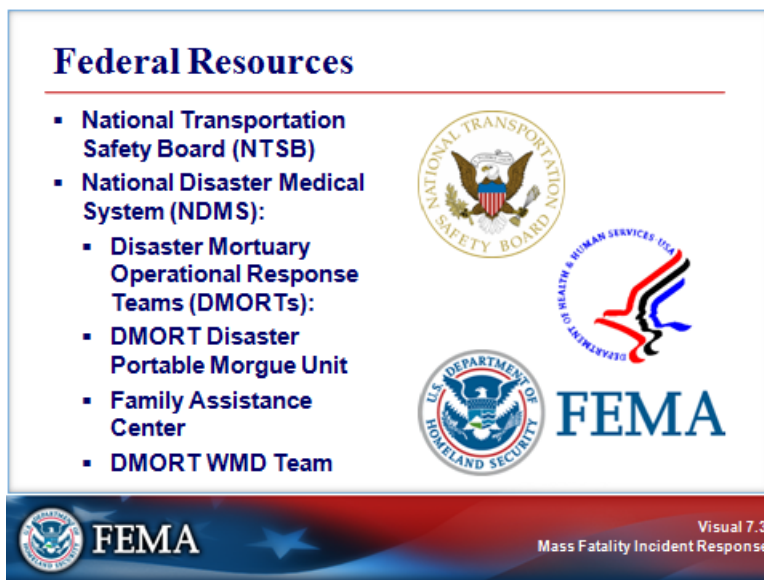 Federal Resources
▪ National Transportation
Safety Board (NTSB)
▪ National Disaster Medical
System (NDMS):
▪ Disaster Mortuary
Operational Response
Teams (DMORTs):
▪ DMORT Disaster
Portable Morgue Unit
▪ Family Assistance
Center
▪ DMORT WMD Team
NATIONAL TRANSPORTATION SAFETY BOARD
DEPARTMENT OF HEALTH & HUMAN SERVICES·USA
U.S. DEPARTMENT OF HOMELAND SECURITY
FEMA
FEMA
Visual 7.3
Mass Fatality Incident Response